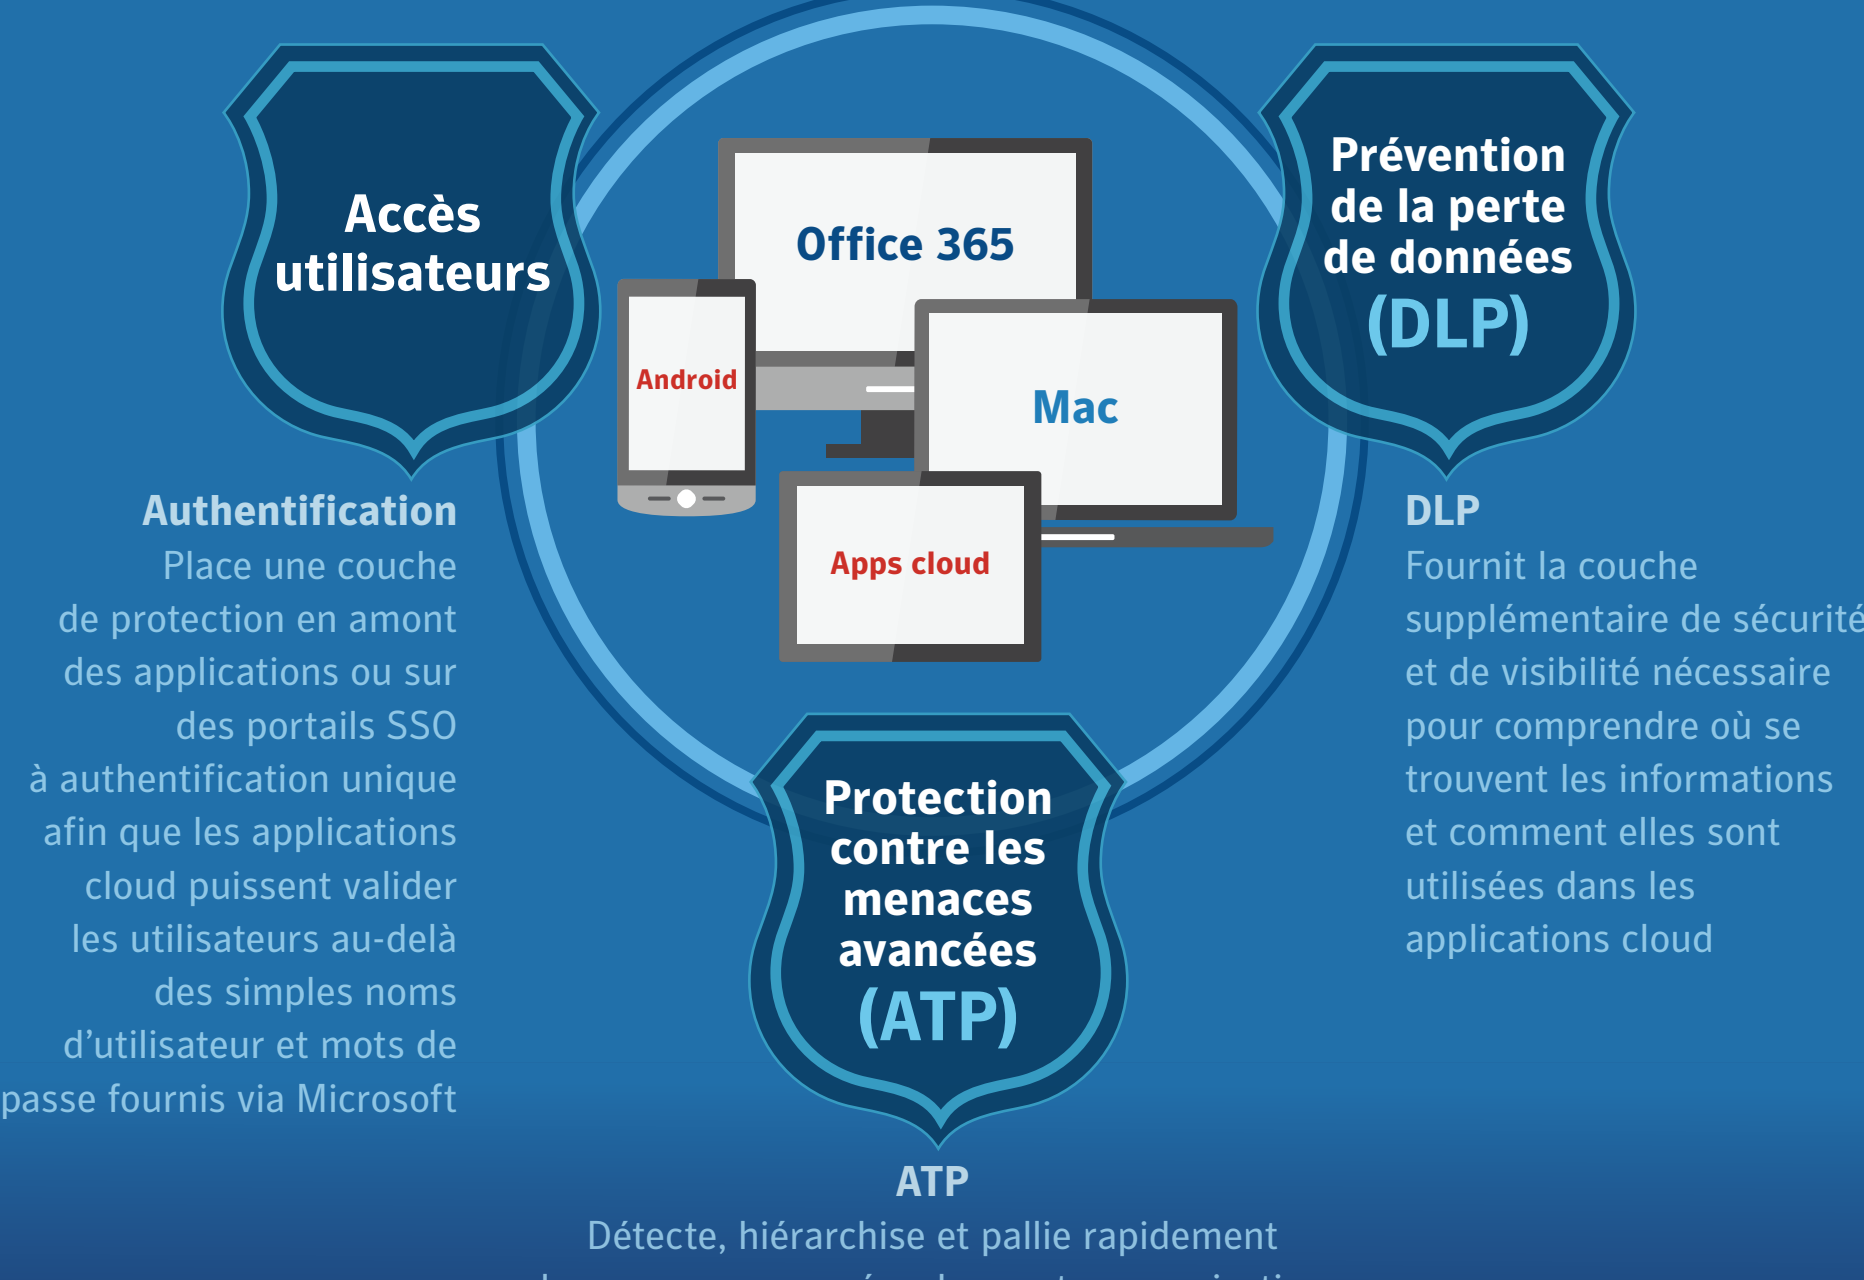 Accès
utilisateurs
Office 365
Android
Mac
Apps cloud
Prévention
de la perte
de données
(DLP)
Authentification
Place une couche
de protection en amont
des applications ou sur
des portails SSO
à authentification unique
afin que les applications
cloud puissent valider
les utilisateurs au-delà
des simples noms
d’utilisateur et mots de
passe fournis via Microsoft
DLP
Fournit la couche
supplémentaire de sécurité
et de visibilité nécessaire
pour comprendre où se
trouvent les informations
et comment elles sont
utilisées dans les
applications cloud
Protection
contre les
menaces
avancées
(ATP)
ATP
Détecte, hiérarchise et pallie rapidement